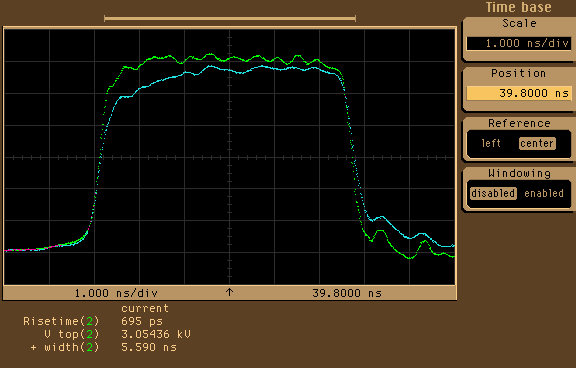 Time base
Scale
1.000 ns/div
Position
39.8000 ns
Reference
left center
Windowing
disabled enabled
1.000 ns/div ↑ 39.8000 ns
current
Risetime(2) 695 ps
V top(2) 3.05436 kV
+ width(2) 5.590 ns